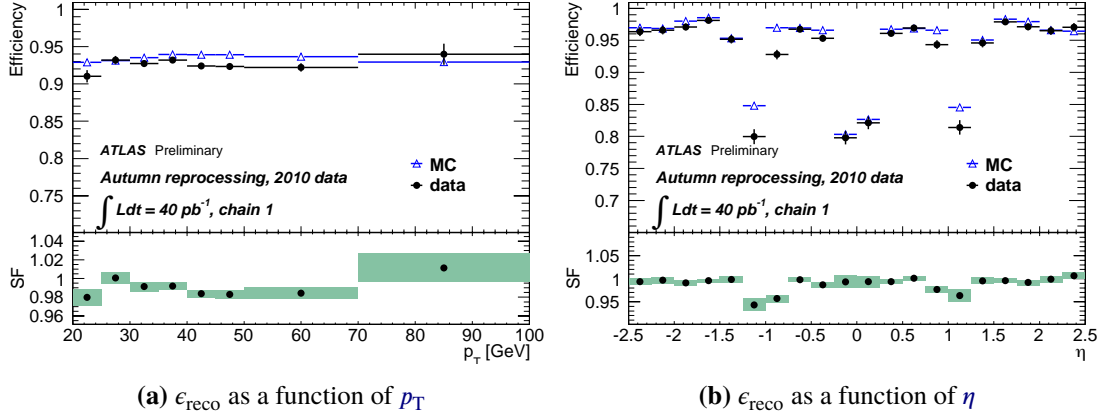 Efficiency
1
0.95
0.9
0.85
0.8
0.75
ATLAS Preliminary
MC
data
Autumn reprocessing, 2010 data
∫ Ldt = 40 pb⁻¹, chain 1
SF
1.04
1.02
1
0.98
0.96
20 30 40 50 60 70 80 90 100
p_T [GeV]
(a) ϵ_reco as a function of p_T
Efficiency
1
0.95
0.9
0.85
0.8
0.75
0.7
ATLAS Preliminary
MC
data
Autumn reprocessing, 2010 data
∫ Ldt = 40 pb⁻¹, chain 1
SF
1.05
1
0.95
-2.5 -2 -1.5 -1 -0.5 0 0.5 1 1.5 2 2.5
η
(b) ϵ_reco as a function of η